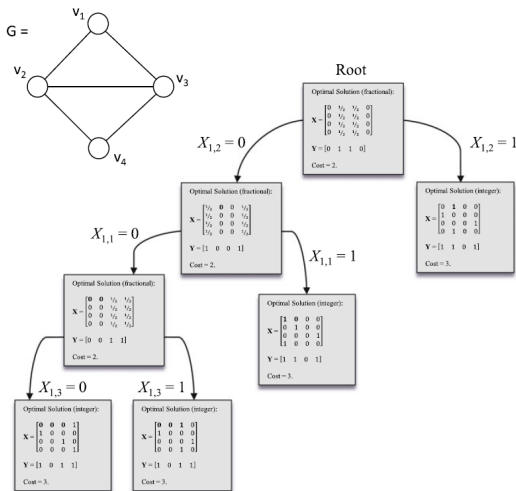 G =
v1
v2
v3
v4
Root
Optimal Solution (fractional):
0 ½ ½ 0
0 ½ ½ 0
X =
0 ½ ½ 0
0 ½ ½ 0
Y = [0 1 1 0]
Cost = 2.
X1,2 = 0
X1,2 = 1
Optimal Solution (fractional):
½ 0 0 ½
½ 0 0 ½
X =
½ 0 0 ½
½ 0 0 ½
Y = [1 0 0 1]
Cost = 2.
Optimal Solution (integer):
0 1 0 0
1 0 0 0
X =
0 0 0 1
0 1 0 0
Y = [1 1 0 1]
Cost = 3.
X1,1 = 0
X1,1 = 1
Optimal Solution (fractional):
0 0 ½ ½
0 0 ½ ½
X =
0 0 ½ ½
0 0 ½ ½
Y = [0 0 1 1]
Cost = 2.
Optimal Solution (integer):
1 0 0 0
0 1 0 0
X =
0 0 0 1
1 0 0 0
Y = [1 1 0 1]
Cost = 3.
X1,3 = 0
X1,3 = 1
Optimal Solution (integer):
0 0 0 1
1 0 0 0
X =
0 0 1 0
0 0 0 1
Y = [1 0 1 1]
Cost = 3.
Optimal Solution (integer):
0 0 1 0
1 0 0 0
X =
0 0 0 1
0 0 1 0
Y = [1 0 1 1]
Cost = 3.